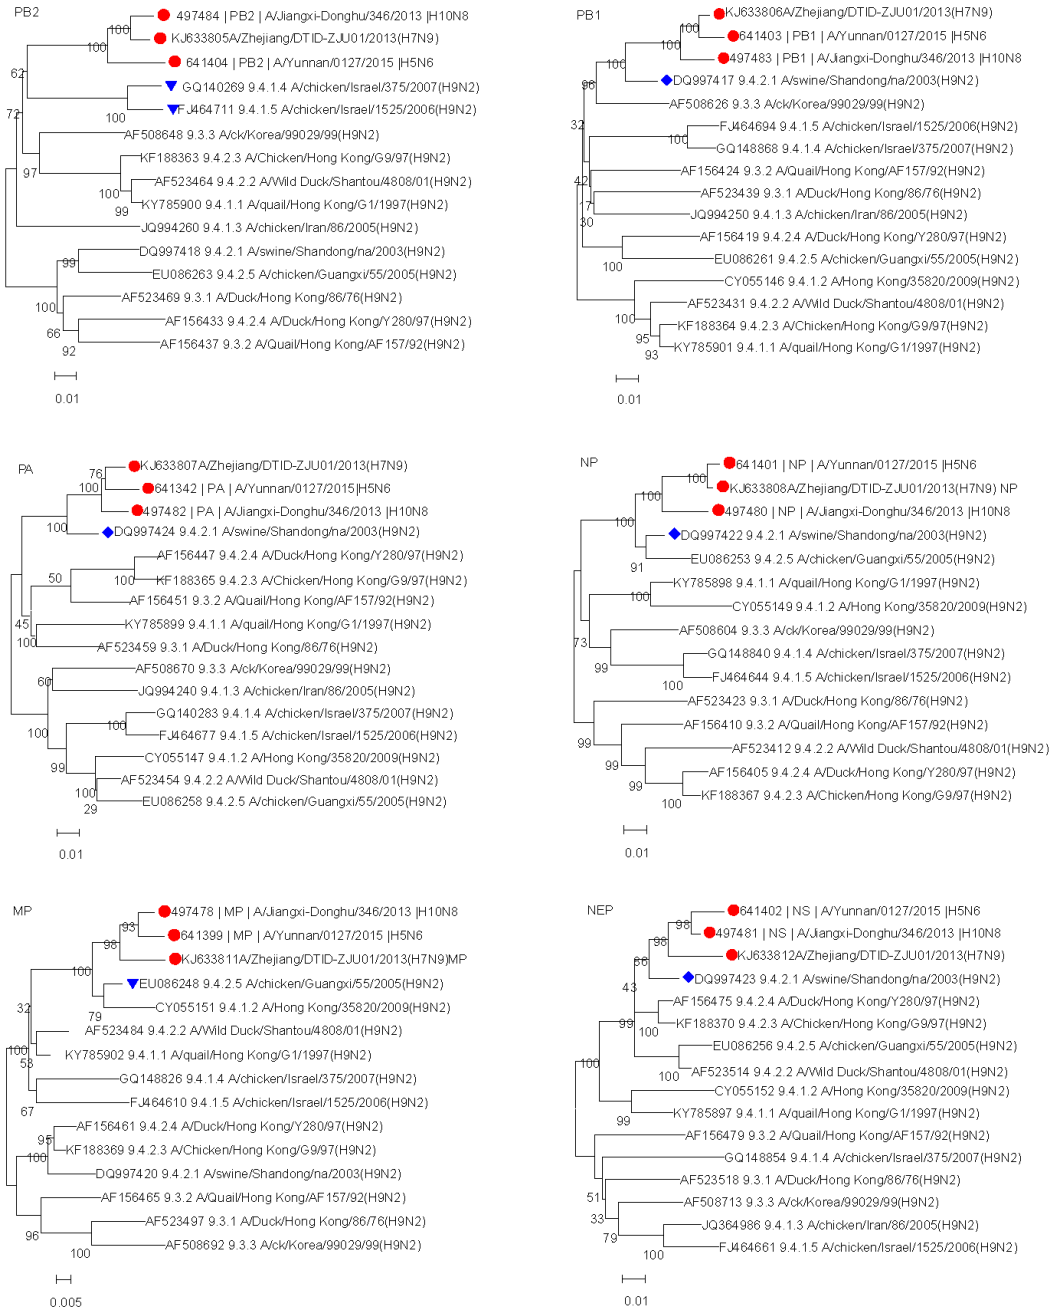 PB2
497484 | PB2 | A/Jiangxi-Donghu/346/2013 |H10N8
KJ633805A/Zhejiang/DTID-ZJU01/2013(H7N9)
100
641404 | PB2 | A/Yunnan/0127/2015 |H5N6
62
GQ140269 9.4.1.4 A/chicken/Israel/375/2007(H9N2)
FJ464711 9.4.1.5 A/chicken/Israel/1525/2006(H9N2)
72
100
AF508648 9.3.3 A/ck/Korea/99029/99(H9N2)
KF188363 9.4.2.3 A/Chicken/Hong Kong/G9/97(H9N2)
97
AF523464 9.4.2.2 A/Wild Duck/Shantou/4808/01(H9N2)
100
KY785900 9.4.1.1 A/quail/Hong Kong/G1/1997(H9N2)
99
JQ994260 9.4.1.3 A/chicken/Iran/86/2005(H9N2)
DQ997418 9.4.2.1 A/swine/Shandong/na/2003(H9N2)
99
EU086263 9.4.2.5 A/chicken/Guangxi/55/2005(H9N2)
AF523469 9.3.1 A/Duck/Hong Kong/86/76(H9N2)
100
AF156433 9.4.2.4 A/Duck/Hong Kong/Y280/97(H9N2)
66
AF156437 9.3.2 A/Quail/Hong Kong/AF157/92(H9N2)
92
0.01
PB1
KJ633806A/Zhejiang/DTID-ZJU01/2013(H7N9)
100
641403 | PB1 | A/Yunnan/0127/2015 |H5N6
497483 | PB1 | A/Jiangxi-Donghu/346/2013 |H10N8
100
DQ997417 9.4.2.1 A/swine/Shandong/na/2003(H9N2)
96
AF508626 9.3.3 A/ck/Korea/99029/99(H9N2)
32
FJ464694 9.4.1.5 A/chicken/Israel/1525/2006(H9N2)
100
GQ148868 9.4.1.4 A/chicken/Israel/375/2007(H9N2)
AF156424 9.3.2 A/Quail/Hong Kong/AF157/92(H9N2)
42
AF523439 9.3.1 A/Duck/Hong Kong/86/76(H9N2)
17
JQ994250 9.4.1.3 A/chicken/Iran/86/2005(H9N2)
30
AF156419 9.4.2.4 A/Duck/Hong Kong/Y280/97(H9N2)
EU086261 9.4.2.5 A/chicken/Guangxi/55/2005(H9N2)
100
CY055146 9.4.1.2 A/Hong Kong/35820/2009(H9N2)
AF523431 9.4.2.2 A/Wild Duck/Shantou/4808/01(H9N2)
100
KF188364 9.4.2.3 A/Chicken/Hong Kong/G9/97(H9N2)
95
KY785901 9.4.1.1 A/quail/Hong Kong/G1/1997(H9N2)
93
0.01
PA
KJ633807A/Zhejiang/DTID-ZJU01/2013(H7N9)
76
641342 | PA | A/Yunnan/0127/2015|H5N6
100
497482 | PA | A/Jiangxi-Donghu/346/2013 |H10N8
100
DQ997424 9.4.2.1 A/swine/Shandong/na/2003(H9N2)
AF156447 9.4.2.4 A/Duck/Hong Kong/Y280/97(H9N2)
50
100
KF188365 9.4.2.3 A/Chicken/Hong Kong/G9/97(H9N2)
AF156451 9.3.2 A/Quail/Hong Kong/AF157/92(H9N2)
45
KY785899 9.4.1.1 A/quail/Hong Kong/G1/1997(H9N2)
100
AF523459 9.3.1 A/Duck/Hong Kong/86/76(H9N2)
AF508670 9.3.3 A/ck/Korea/99029/99(H9N2)
60
JQ994240 9.4.1.3 A/chicken/Iran/86/2005(H9N2)
GQ140283 9.4.1.4 A/chicken/Israel/375/2007(H9N2)
100
100
FJ464677 9.4.1.5 A/chicken/Israel/1525/2006(H9N2)
CY055147 9.4.1.2 A/Hong Kong/35820/2009(H9N2)
99
AF523454 9.4.2.2 A/Wild Duck/Shantou/4808/01(H9N2)
100
EU086258 9.4.2.5 A/chicken/Guangxi/55/2005(H9N2)
29
0.01
NP
641401 | NP | A/Yunnan/0127/2015 |H5N6
100
KJ633808A/Zhejiang/DTID-ZJU01/2013(H7N9) NP
100
497480 | NP | A/Jiangxi-Donghu/346/2013 |H10N8
100
DQ997422 9.4.2.1 A/swine/Shandong/na/2003(H9N2)
EU086253 9.4.2.5 A/chicken/Guangxi/55/2005(H9N2)
91
KY785898 9.4.1.1 A/quail/Hong Kong/G1/1997(H9N2)
100
CY055149 9.4.1.2 A/Hong Kong/35820/2009(H9N2)
AF508604 9.3.3 A/ck/Korea/99029/99(H9N2)
73
GQ148840 9.4.1.4 A/chicken/Israel/375/2007(H9N2)
99
FJ464644 9.4.1.5 A/chicken/Israel/1525/2006(H9N2)
100
AF523423 9.3.1 A/Duck/Hong Kong/86/76(H9N2)
AF156410 9.3.2 A/Quail/Hong Kong/AF157/92(H9N2)
99
AF523412 9.4.2.2 A/Wild Duck/Shantou/4808/01(H9N2)
99
AF156405 9.4.2.4 A/Duck/Hong Kong/Y280/97(H9N2)
99
KF188367 9.4.2.3 A/Chicken/Hong Kong/G9/97(H9N2)
100
0.01
MP
497478 | MP | A/Jiangxi-Donghu/346/2013 |H10N8
93
641399 | MP | A/Yunnan/0127/2015 |H5N6
98
KJ633811A/Zhejiang/DTID-ZJU01/2013(H7N9)MP
100
EU086248 9.4.2.5 A/chicken/Guangxi/55/2005(H9N2)
32
CY055151 9.4.1.2 A/Hong Kong/35820/2009(H9N2)
79
AF523484 9.4.2.2 A/Wild Duck/Shantou/4808/01(H9N2)
100
KY785902 9.4.1.1 A/quail/Hong Kong/G1/1997(H9N2)
53
GQ148826 9.4.1.4 A/chicken/Israel/375/2007(H9N2)
FJ464610 9.4.1.5 A/chicken/Israel/1525/2006(H9N2)
67
AF156461 9.4.2.4 A/Duck/Hong Kong/Y280/97(H9N2)
95
KF188369 9.4.2.3 A/Chicken/Hong Kong/G9/97(H9N2)
100
DQ997420 9.4.2.1 A/swine/Shandong/na/2003(H9N2)
AF156465 9.3.2 A/Quail/Hong Kong/AF157/92(H9N2)
AF523497 9.3.1 A/Duck/Hong Kong/86/76(H9N2)
96
AF508692 9.3.3 A/ck/Korea/99029/99(H9N2)
100
0.005
NEP
641402 | NS | A/Yunnan/0127/2015 |H5N6
98
497481 | NS | A/Jiangxi-Donghu/346/2013 |H10N8
98
KJ633812A/Zhejiang/DTID-ZJU01/2013(H7N9)
66
DQ997423 9.4.2.1 A/swine/Shandong/na/2003(H9N2)
43
AF156475 9.4.2.4 A/Duck/Hong Kong/Y280/97(H9N2)
99
KF188370 9.4.2.3 A/Chicken/Hong Kong/G9/97(H9N2)
100
EU086256 9.4.2.5 A/chicken/Guangxi/55/2005(H9N2)
100
AF523514 9.4.2.2 A/Wild Duck/Shantou/4808/01(H9N2)
100
CY055152 9.4.1.2 A/Hong Kong/35820/2009(H9N2)
KY785897 9.4.1.1 A/quail/Hong Kong/G1/1997(H9N2)
99
AF156479 9.3.2 A/Quail/Hong Kong/AF157/92(H9N2)
GQ148854 9.4.1.4 A/chicken/Israel/375/2007(H9N2)
AF523518 9.3.1 A/Duck/Hong Kong/86/76(H9N2)
51
AF508713 9.3.3 A/ck/Korea/99029/99(H9N2)
33
JQ364986 9.4.1.3 A/chicken/Iran/86/2005(H9N2)
79
FJ464661 9.4.1.5 A/chicken/Israel/1525/2006(H9N2)
100
0.01